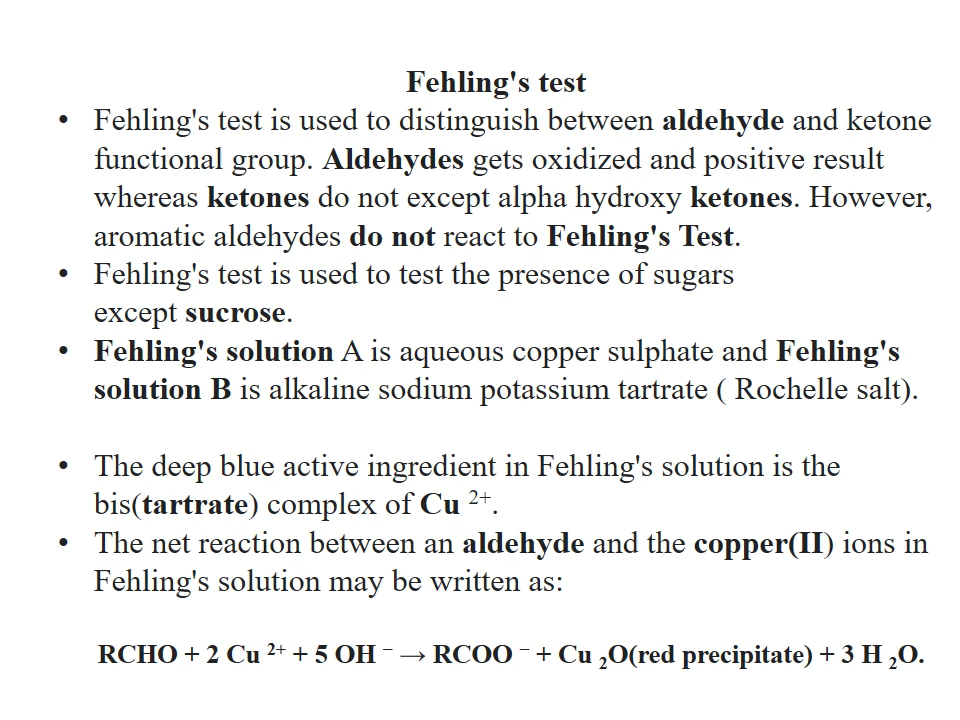 Fehling's test
• Fehling's test is used to distinguish between aldehyde and ketone
functional group. Aldehydes gets oxidized and positive result
whereas ketones do not except alpha hydroxy ketones. However,
aromatic aldehydes do not react to Fehling's Test.
• Fehling's test is used to test the presence of sugars
except sucrose.
• Fehling's solution A is aqueous copper sulphate and Fehling's
solution B is alkaline sodium potassium tartrate ( Rochelle salt).
• The deep blue active ingredient in Fehling's solution is the
bis(tartrate) complex of Cu ²⁺.
• The net reaction between an aldehyde and the copper(II) ions in
Fehling's solution may be written as:
RCHO + 2 Cu ²⁺ + 5 OH ⁻ → RCOO ⁻ + Cu ₂O(red precipitate) + 3 H ₂O.